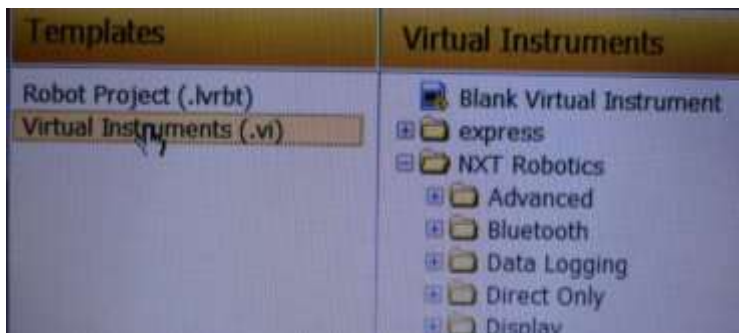 Templates
Robot Project (.lvrbt)
Virtual Instruments (.vi)
Virtual Instruments
Blank Virtual Instrument
express
NXT Robotics
Advanced
Bluetooth
Data Logging
Direct Only
Display